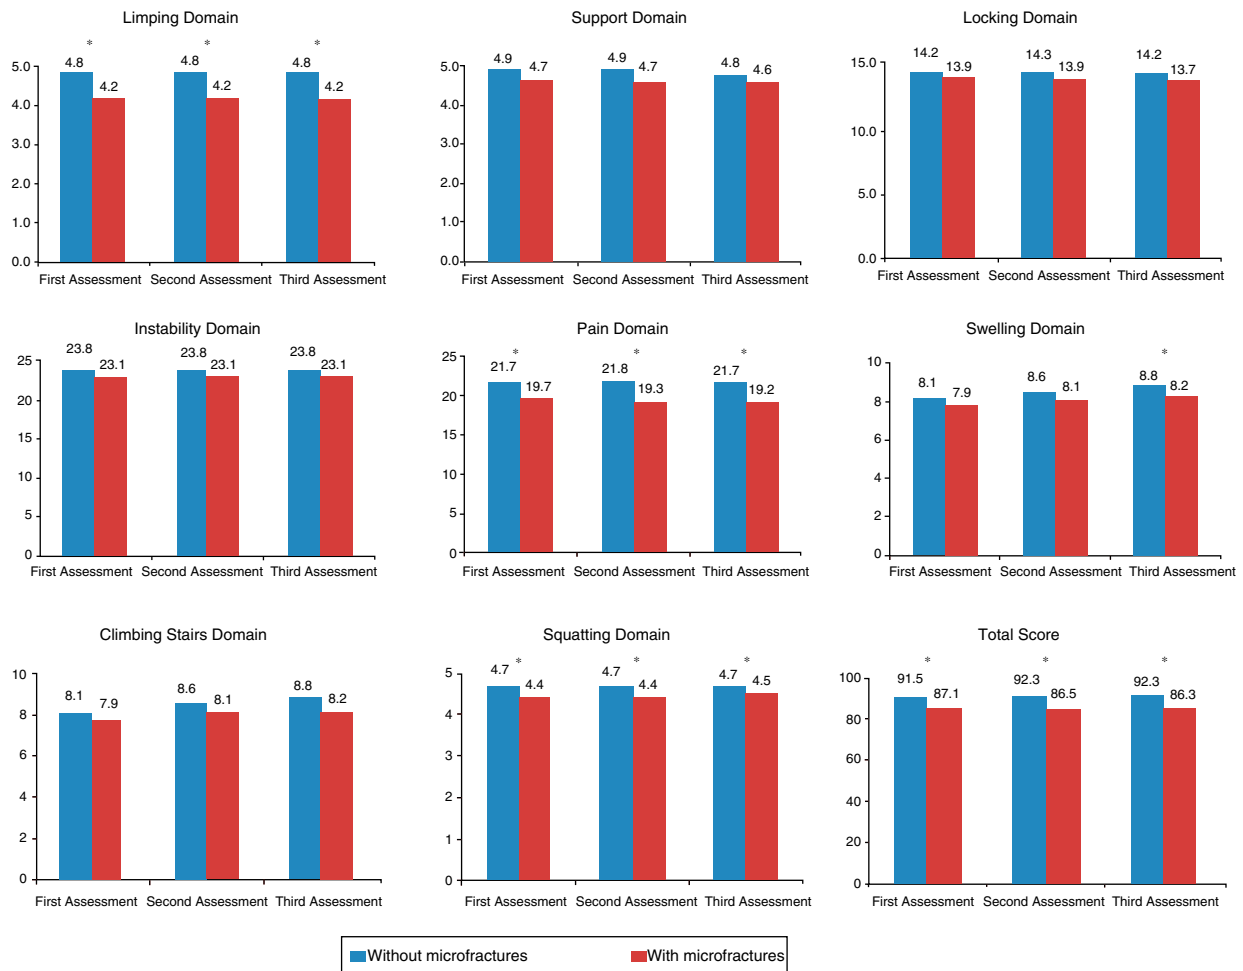 Limping Domain
* * *
4.8 4.2 4.8 4.2 4.8 4.2
5.0
4.0
3.0
2.0
1.0
0.0
First Assessment Second Assessment Third Assessment
Support Domain
4.9 4.7 4.9 4.7 4.8 4.6
5.0
4.0
3.0
2.0
1.0
0.0
First Assessment Second Assessment Third Assessment
Locking Domain
14.2 13.9 14.3 13.9 14.2 13.7
15.0
10.0
5.0
0.0
First Assessment Second Assessment Third Assessment
Instability Domain
23.8 23.1 23.8 23.1 23.8 23.1
25
20
15
10
5
0
First Assessment Second Assessment Third Assessment
Pain Domain
* * *
21.7 19.7 21.8 19.3 21.7 19.2
25
20
15
10
5
0
First Assessment Second Assessment Third Assessment
Swelling Domain
*
8.1 7.9 8.6 8.1 8.8 8.2
10
8
6
4
2
0
First Assessment Second Assessment Third Assessment
Climbing Stairs Domain
8.1 7.9 8.6 8.1 8.8 8.2
10
8
6
4
2
0
First Assessment Second Assessment Third Assessment
Squatting Domain
* * *
4.7 4.4 4.7 4.4 4.7 4.5
5
4
3
2
1
0
First Assessment Second Assessment Third Assessment
Total Score
* * *
91.5 87.1 92.3 86.5 92.3 86.3
100
80
60
40
20
0
First Assessment Second Assessment Third Assessment
Without microfractures With microfractures